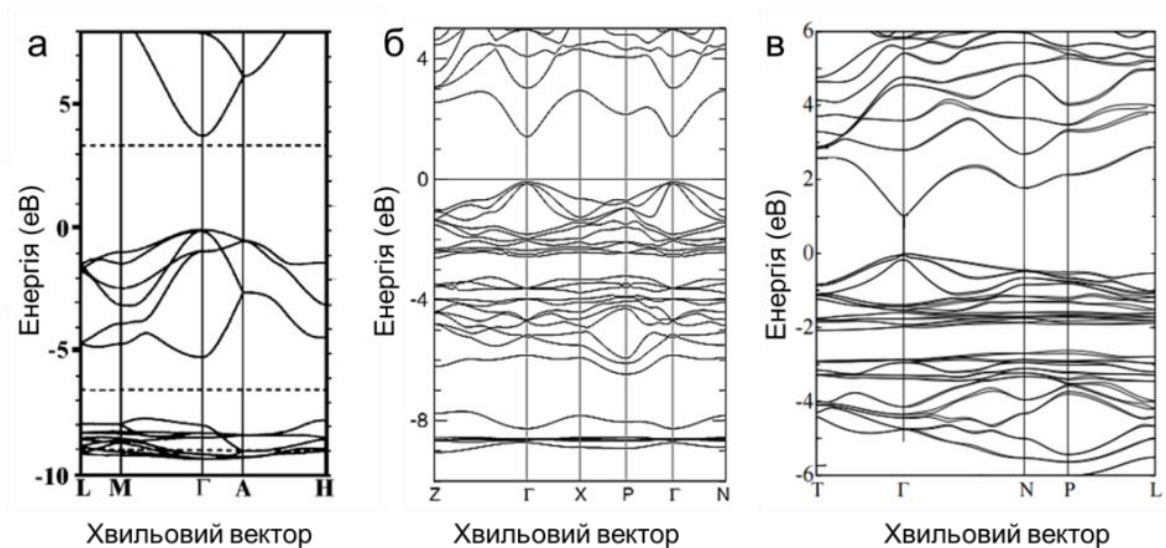 а
б
в
5
0
-5
-10
L M Γ A H
Енергія (еВ)
Хвильовий вектор
4
0
-4
-8
Z Γ X P Γ N
Енергія (еВ)
Хвильовий вектор
6
4
2
0
-2
-4
-6
T Γ N P L
Енергія (еВ)
Хвильовий вектор